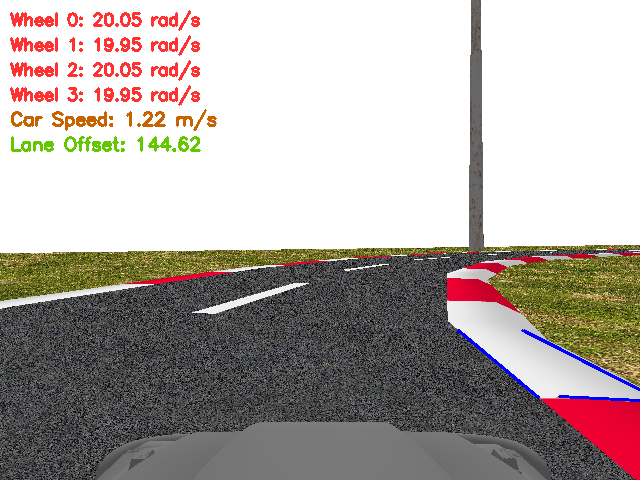 Wheel 0: 20.05 rad/s
Wheel 1: 19.95 rad/s
Wheel 2: 20.05 rad/s
Wheel 3: 19.95 rad/s
Car Speed: 1.22 m/s
Lane Offset: 144.62